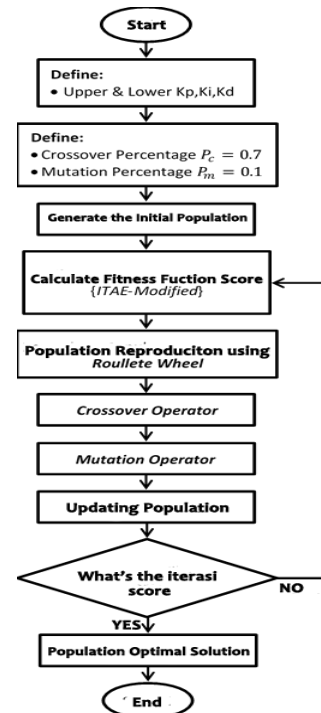 Start
Define:
• Upper & Lower Kp,Ki,Kd
Define:
• Crossover Percentage P_c = 0.7
• Mutation Percentage P_m = 0.1
Generate the Initial Population
Calculate Fitness Fuction Score
{ITAE-Modified}
Population Reproduciton using
Roullete Wheel
Crossover Operator
Mutation Operator
Updating Population
What's the iterasi
score
NO
YES
Population Optimal Solution
End